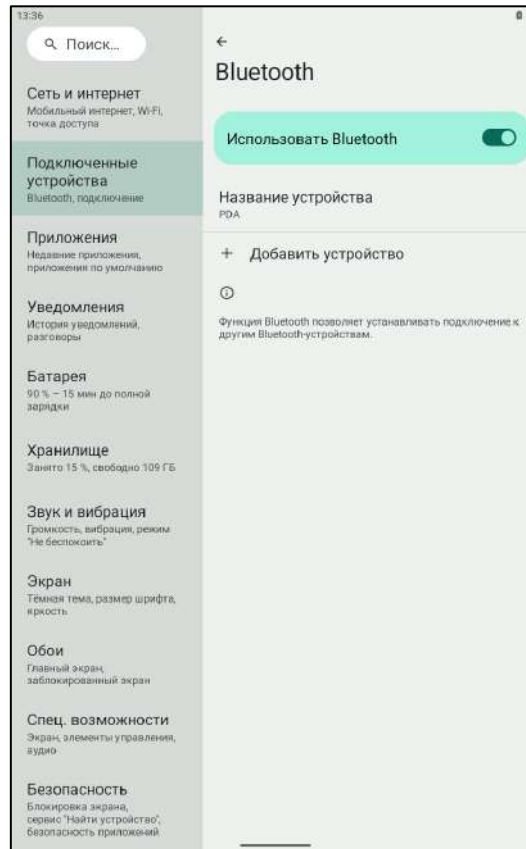 13:36
Поиск...
Сеть и интернет
Мобильный интернет, Wi-Fi,
точка доступа
Подключенные
устройства
Bluetooth, подключение
Приложения
Недавние приложения,
приложения по умолчанию
Уведомления
История уведомлений,
разговоры
Батарея
90 % – 15 мин до полной
зарядки
Хранилище
Занято 15 %, свободно 109 ГБ
Звук и вибрация
Громкость, вибрация, режим
"Не беспокоить"
Экран
Тёмная тема, размер шрифта,
яркость
Обои
Главный экран,
заблокированный экран
Спец. возможности
Экран, элементы управления,
аудио
Безопасность
Блокировка экрана,
сервис "Найти устройство",
безопасность приложений
Bluetooth
Использовать Bluetooth
Название устройства
PDA
+ Добавить устройство
Функция Bluetooth позволяет устанавливать подключение к
другим Bluetooth-устройствам.